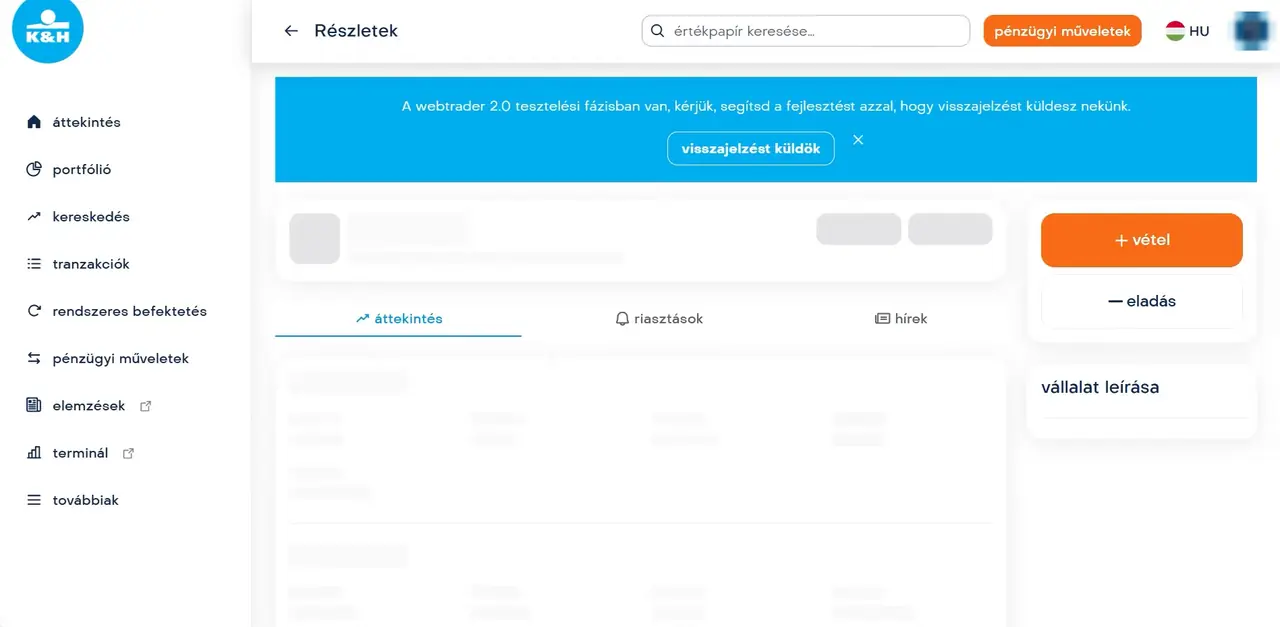 K&H
← Részletek
értékpapír keresése...
pénzügyi műveletek
HU
áttekintés
portfólió
kereskedés
tranzakciók
rendszeres befektetés
pénzügyi műveletek
elemzések
terminál
továbbiak
A webtrader 2.0 tesztelési fázisban van, kérjük, segítsd a fejlesztést azzal, hogy visszajelzést küldesz nekünk.
visszajelzést küldök
áttekintés
riasztások
hírek
+ vétel
— eladás
vállalat leírása